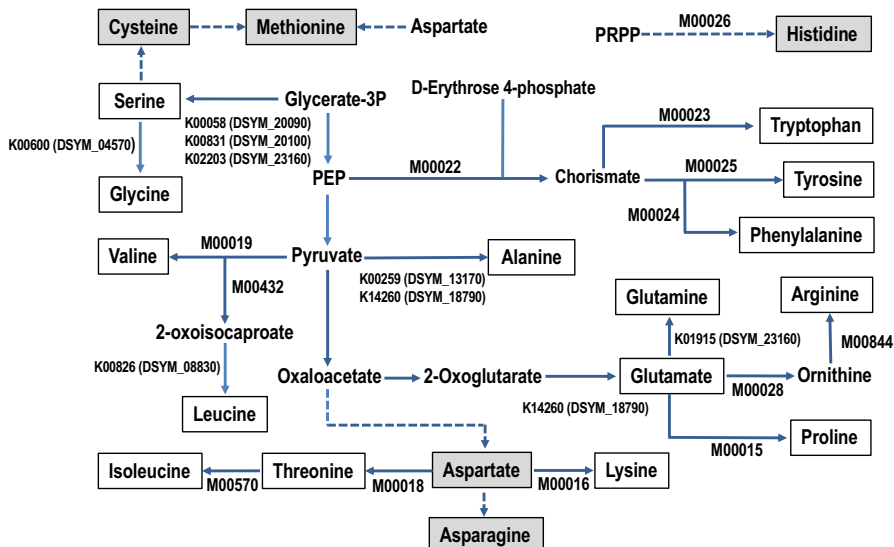 Cysteine
Methionine
Aspartate
PRPP
M00026
Histidine
Serine
Glycerate-3P
D-Erythrose 4-phosphate
K00058 (DSYM_20090)
K00831 (DSYM_20100)
K02203 (DSYM_23160)
K00600 (DSYM_04570)
Glycine
PEP
M00022
Chorismate
M00023
Tryptophan
M00025
Tyrosine
M00024
Phenylalanine
Valine
M00019
Pyruvate
Alanine
K00259 (DSYM_13170)
K14260 (DSYM_18790)
M00432
2-oxoisocaproate
K00826 (DSYM_08830)
Leucine
Glutamine
Arginine
K01915 (DSYM_23160)
M00844
Oxaloacetate
2-Oxoglutarate
Glutamate
M00028
Ornithine
K14260 (DSYM_18790)
M00015
Proline
Isoleucine
M00570
Threonine
M00018
Aspartate
M00016
Lysine
Asparagine